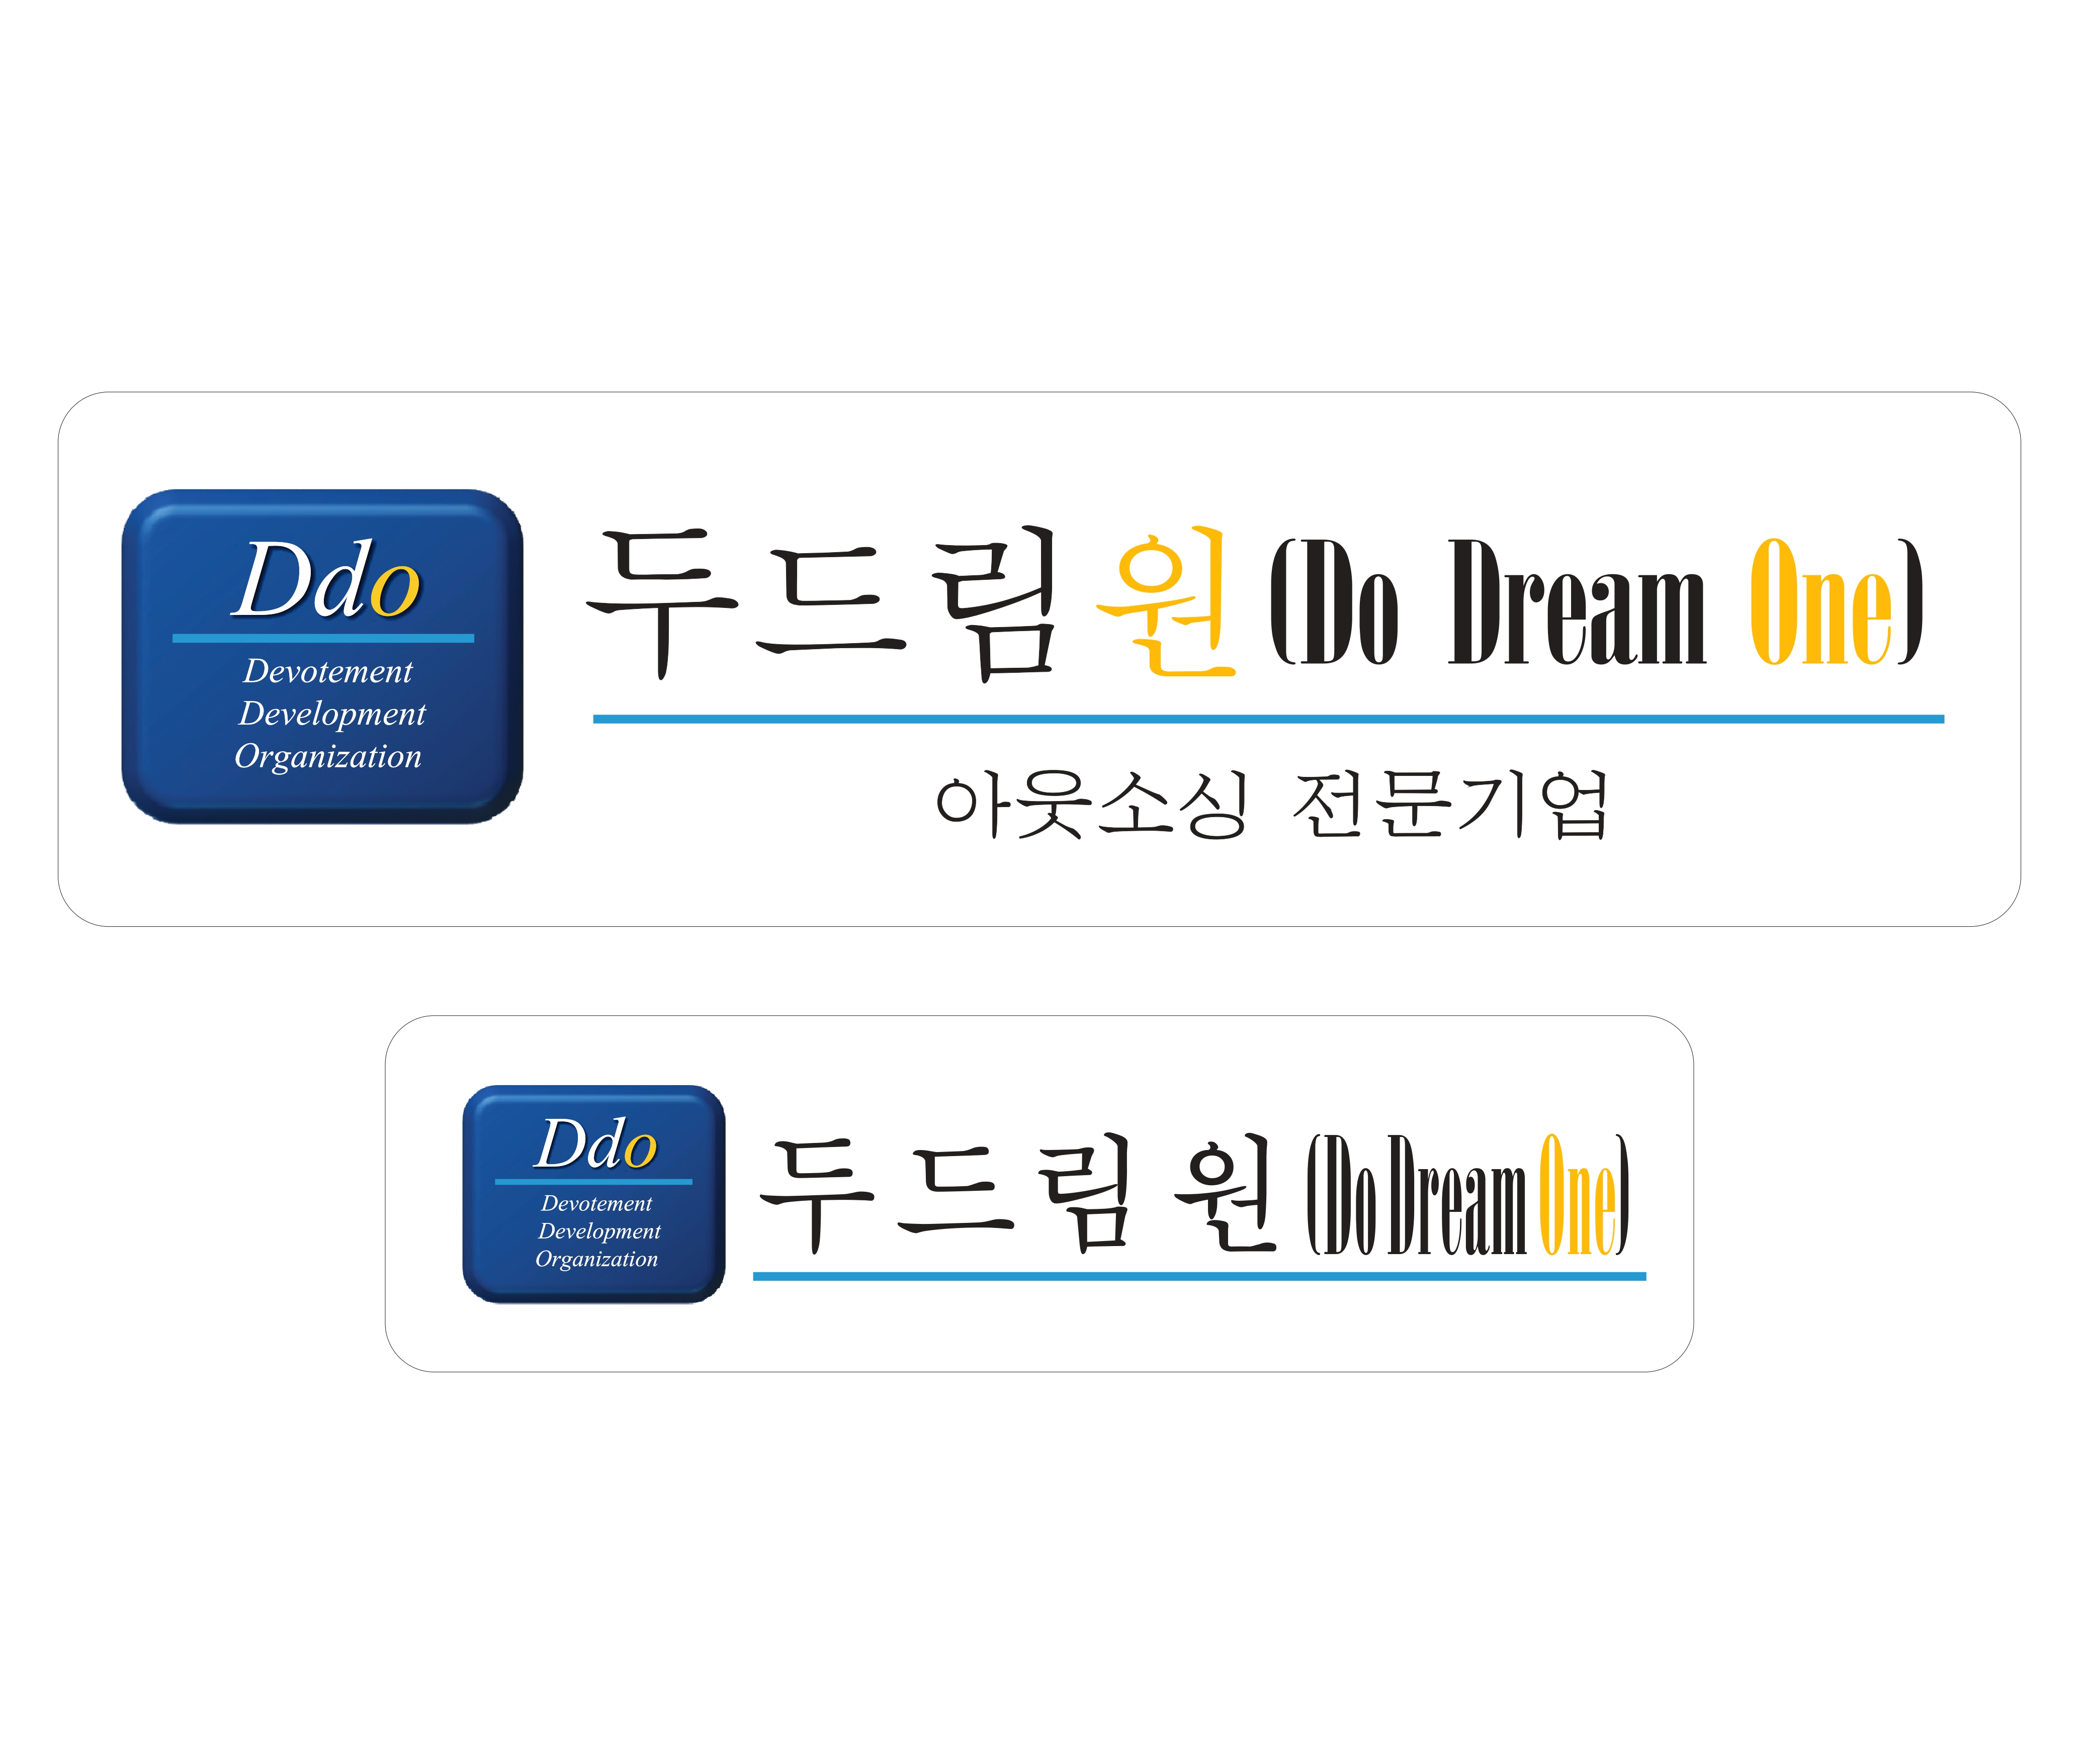 Ddo
Devotement
Development
Organization
두드림원(Do Dream One)
아웃소싱 전문기업
Ddo
Devotement
Development
Organization
두드림원(Do Dream One)